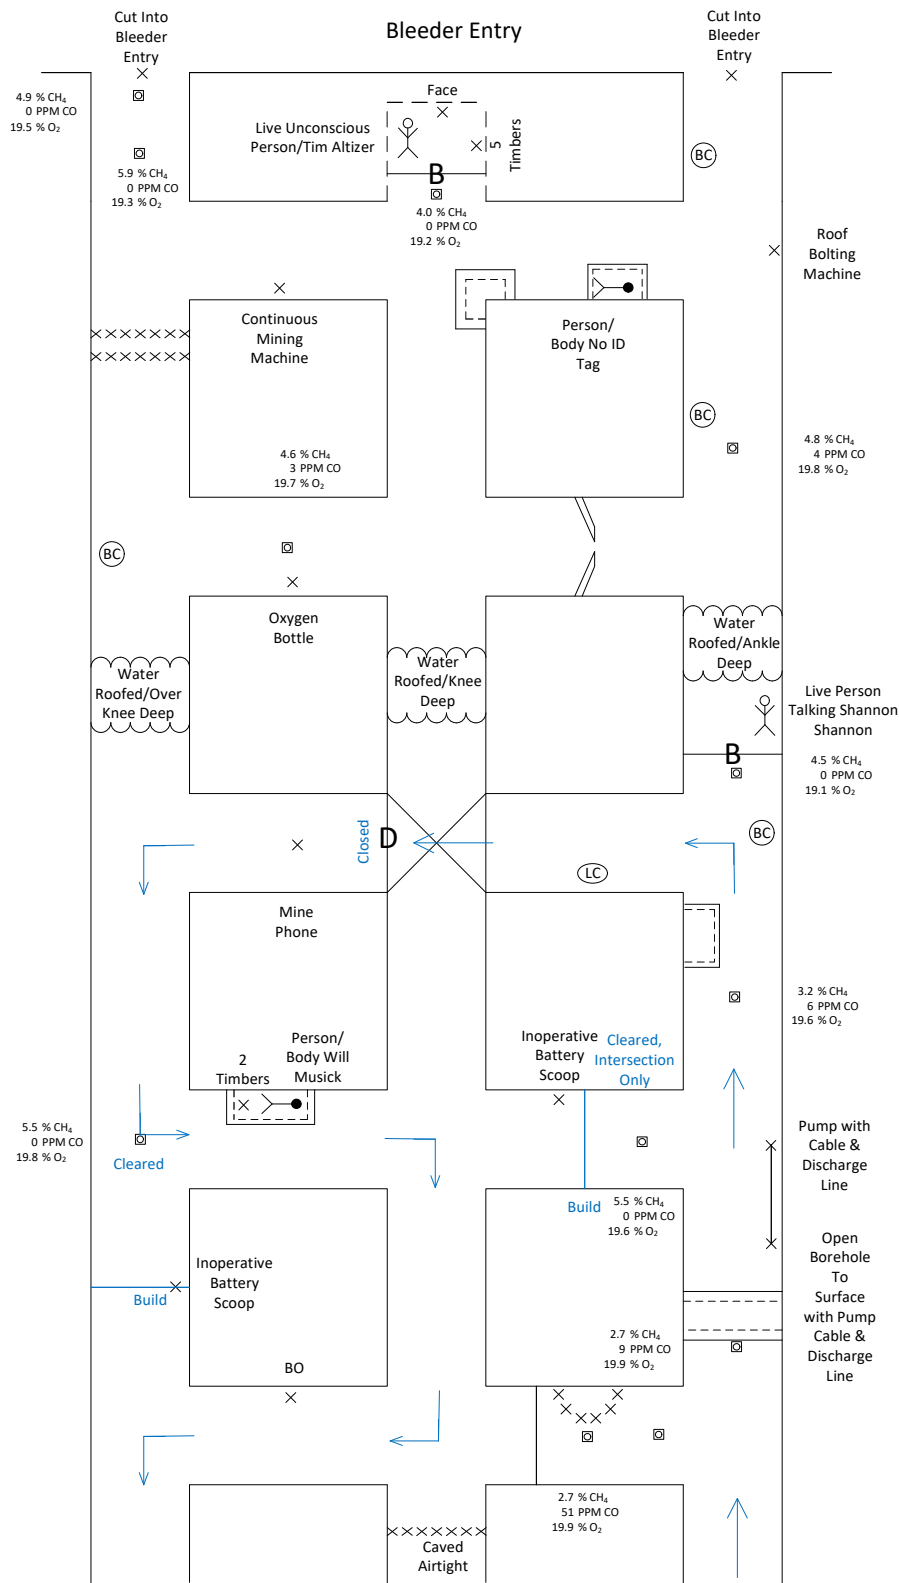 Cut Into
Bleeder
Entry
Bleeder Entry
Cut Into
Bleeder
Entry
4.9 % CH₄
0 PPM CO
19.5 % O₂
Face
Live Unconscious
Person/Tim Altizer
5
Timbers
B
BC
5.9 % CH₄
0 PPM CO
19.3 % O₂
4.0 % CH₄
0 PPM CO
19.2 % O₂
Roof
Bolting
Machine
Continuous
Mining
Machine
Person/
Body No ID
Tag
BC
4.6 % CH₄
3 PPM CO
19.7 % O₂
4.8 % CH₄
4 PPM CO
19.8 % O₂
BC
Oxygen
Bottle
Water
Roofed/Over
Knee Deep
Water
Roofed/Knee
Deep
Water
Roofed/Ankle
Deep
Live Person
Talking Shannon
Shannon
B
4.5 % CH₄
0 PPM CO
19.1 % O₂
Closed
D
BC
LC
Mine
Phone
3.2 % CH₄
6 PPM CO
19.6 % O₂
2
Timbers
Person/
Body Will
Musick
Inoperative
Battery
Scoop
Cleared,
Intersection
Only
5.5 % CH₄
0 PPM CO
19.8 % O₂
Cleared
Pump with
Cable &
Discharge
Line
Build
5.5 % CH₄
0 PPM CO
19.6 % O₂
Inoperative
Battery
Scoop
Build
Open
Borehole
To
Surface
with Pump
Cable &
Discharge
Line
2.7 % CH₄
9 PPM CO
19.9 % O₂
BO
2.7 % CH₄
51 PPM CO
19.9 % O₂
Caved
Airtight